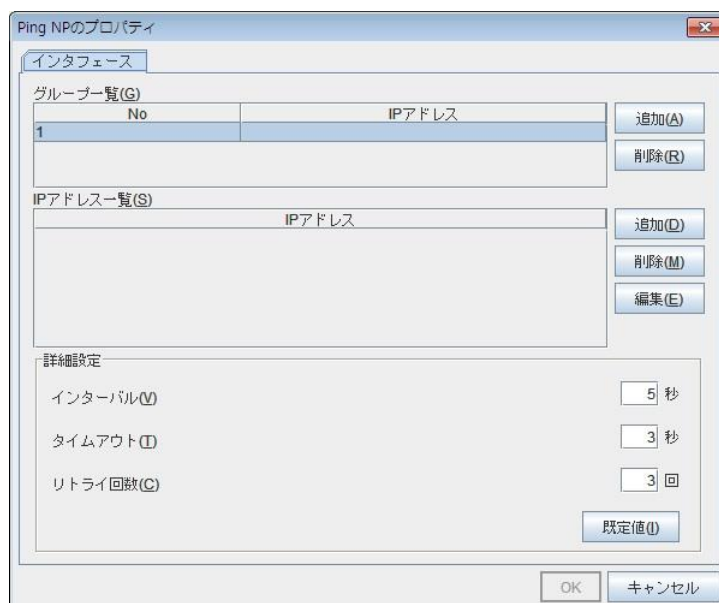 Ping NPのプロパティ
インタフェース
グループ一覧(G)
No IPアドレス
追加(A)
1
削除(R)
IPアドレス一覧(S)
IPアドレス
追加(D)
削除(M)
編集(E)
詳細設定
インターバル(V) 5 秒
タイムアウト(T) 3 秒
リトライ回数(C) 3 回
既定値(I)
OK キャンセル